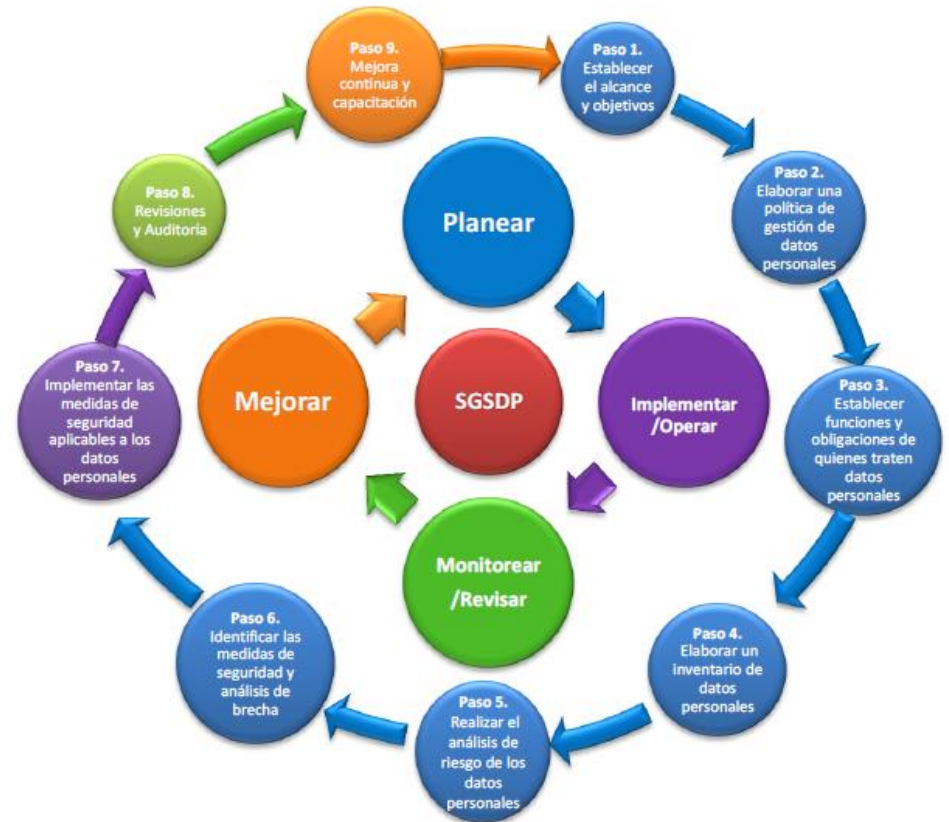 Paso 9.
Mejora
continua y
capacitación
Paso 1.
Establecer
el alcance
y objetivos
Paso 2.
Elaborar una
política de
gestión de
datos
personales
Paso 3.
Establecer
funciones y
obligaciones de
quienes traten
datos
personales
Paso 4.
Elaborar un
inventario de
datos
personales
Paso 5.
Realizar el
análisis de
riesgo de los
datos
personales
Paso 6.
Identificar las
medidas de
seguridad y
análisis de
brecha
Paso 7.
Implementar las
medidas de
seguridad
aplicables a los
datos
personales
Paso 8.
Revisiones
y Auditoría
Planear
Implementar
/Operar
Monitorear
/Revisar
Mejorar
SGSDP